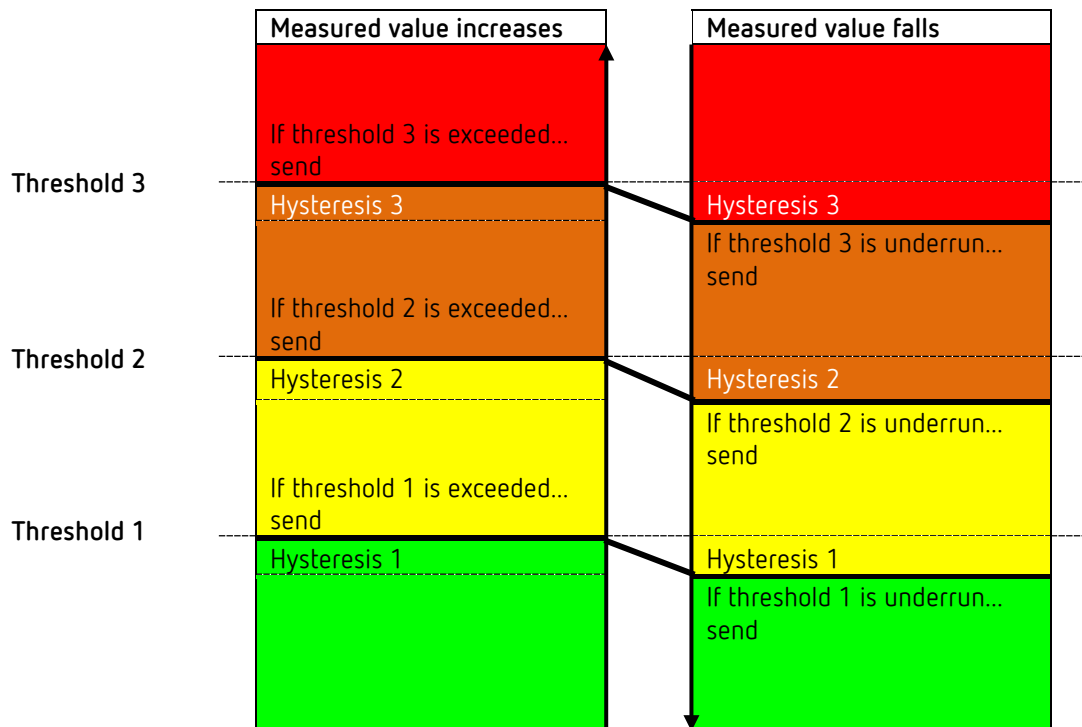 Measured value increases
Measured value falls
If threshold 3 is exceeded...
send
Threshold 3
Hysteresis 3
Hysteresis 3
If threshold 3 is underrun...
send
If threshold 2 is exceeded...
send
Threshold 2
Hysteresis 2
Hysteresis 2
If threshold 2 is underrun...
send
If threshold 1 is exceeded...
send
Threshold 1
Hysteresis 1
Hysteresis 1
If threshold 1 is underrun...
send